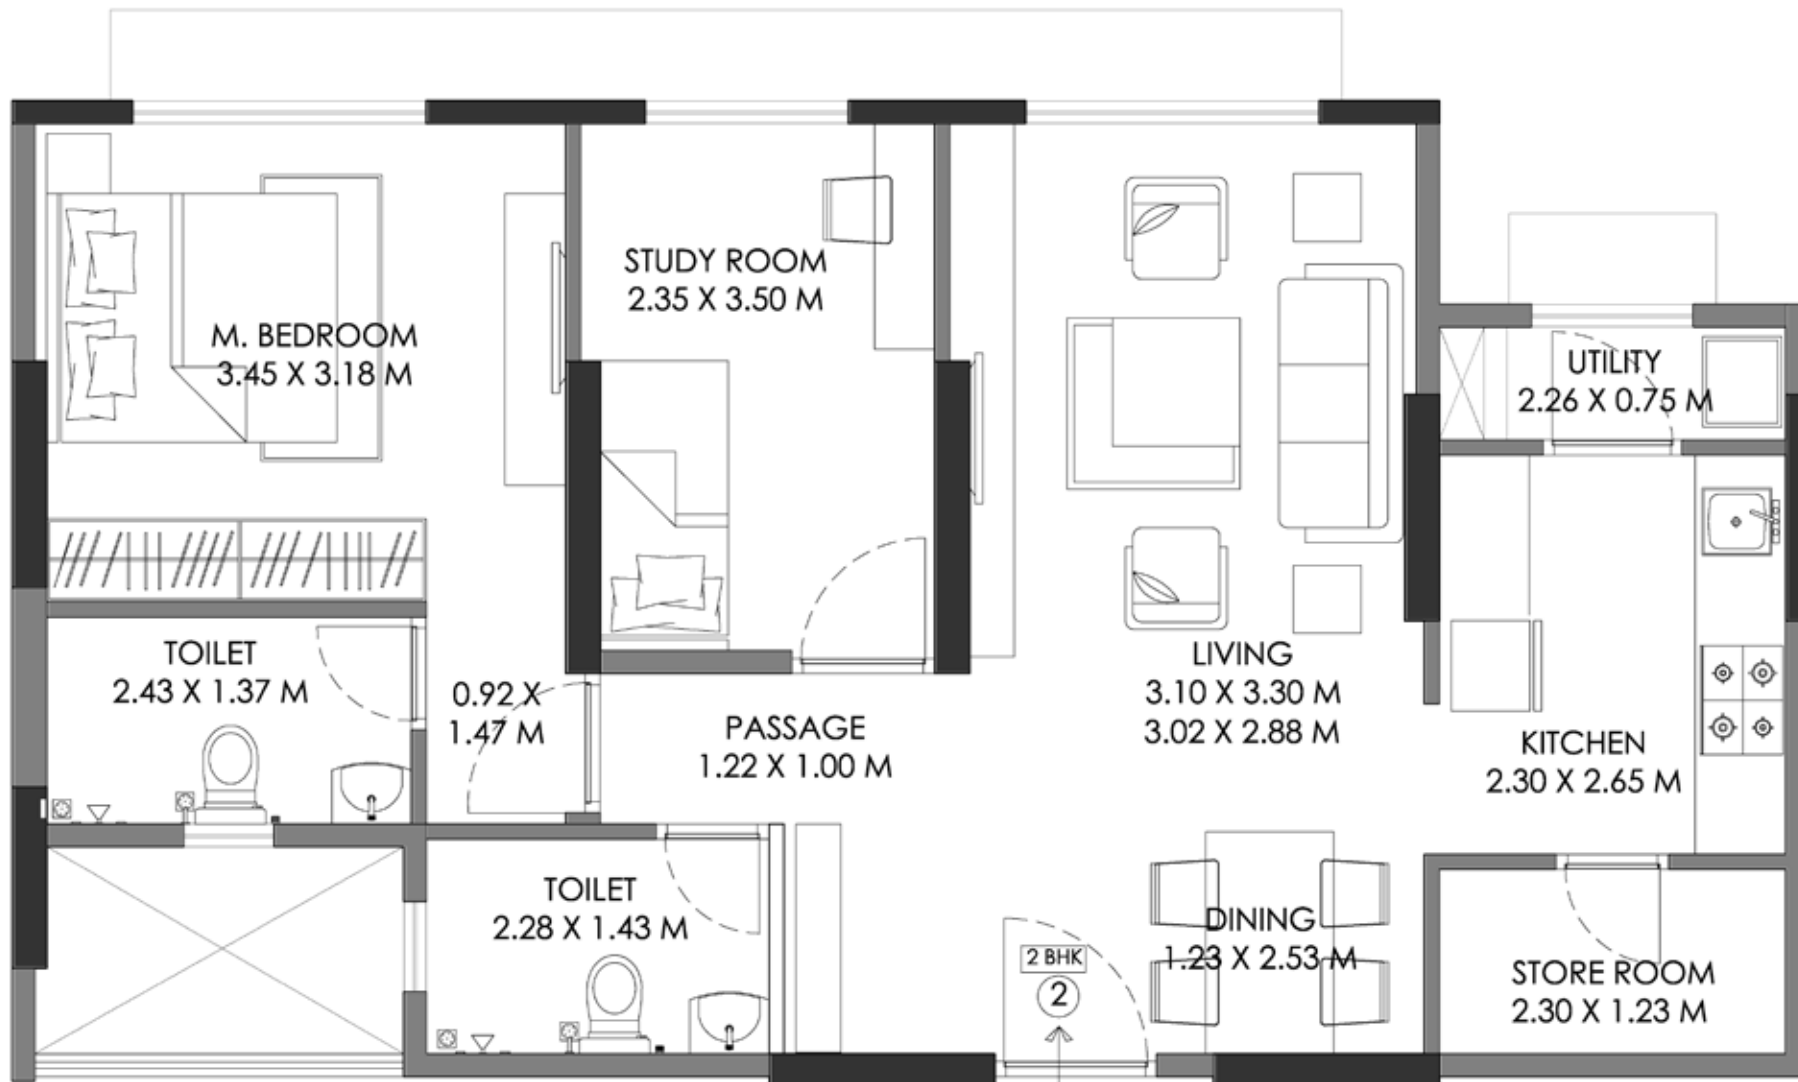 STUDY ROOM
2.35 X 3.50 M
M. BEDROOM
3.45 X 3.18 M
UTILITY
2.26 X 0.75 M
TOILET
2.43 X 1.37 M
0.92 X
1.47 M
PASSAGE
1.22 X 1.00 M
LIVING
3.10 X 3.30 M
3.02 X 2.88 M
KITCHEN
2.30 X 2.65 M
TOILET
2.28 X 1.43 M
2 BHK
2
DINING
1.23 X 2.53 M
STORE ROOM
2.30 X 1.23 M